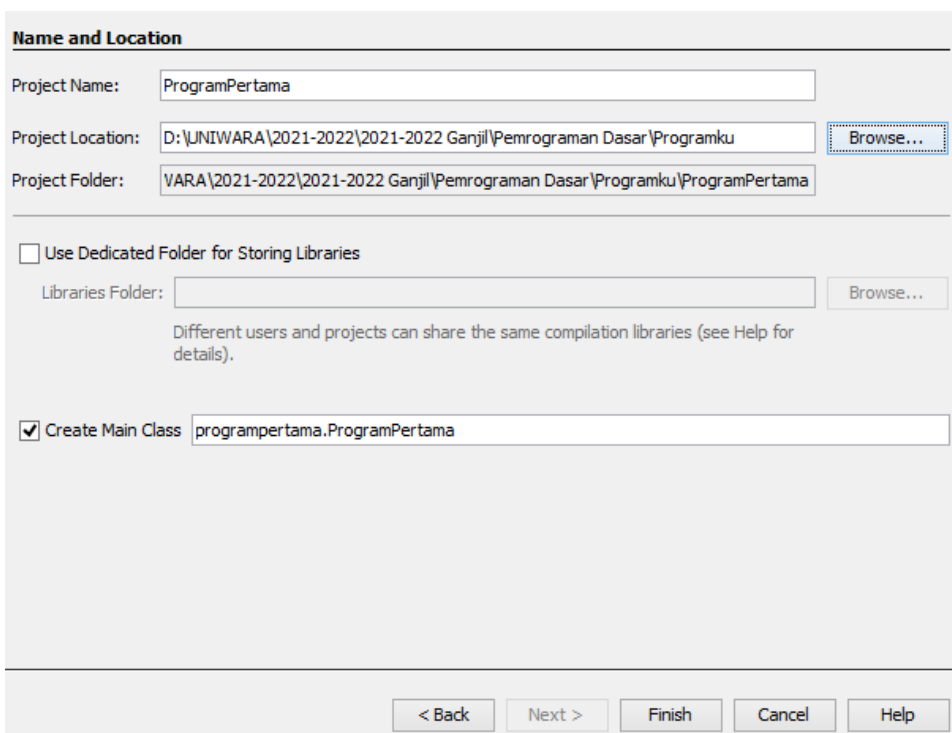 Name and Location
Project Name: ProgramPertama
Project Location: D:\UNIWARA\2021-2022\2021-2022 Ganjil\Pemrograman Dasar\Programku Browse...
Project Folder: VARA\2021-2022\2021-2022 Ganjil\Pemrograman Dasar\Programku\ProgramPertama
Use Dedicated Folder for Storing Libraries
Libraries Folder: Browse...
Different users and projects can share the same compilation libraries (see Help for
details).
Create Main Class programpertama.ProgramPertama
< Back Next > Finish Cancel Help